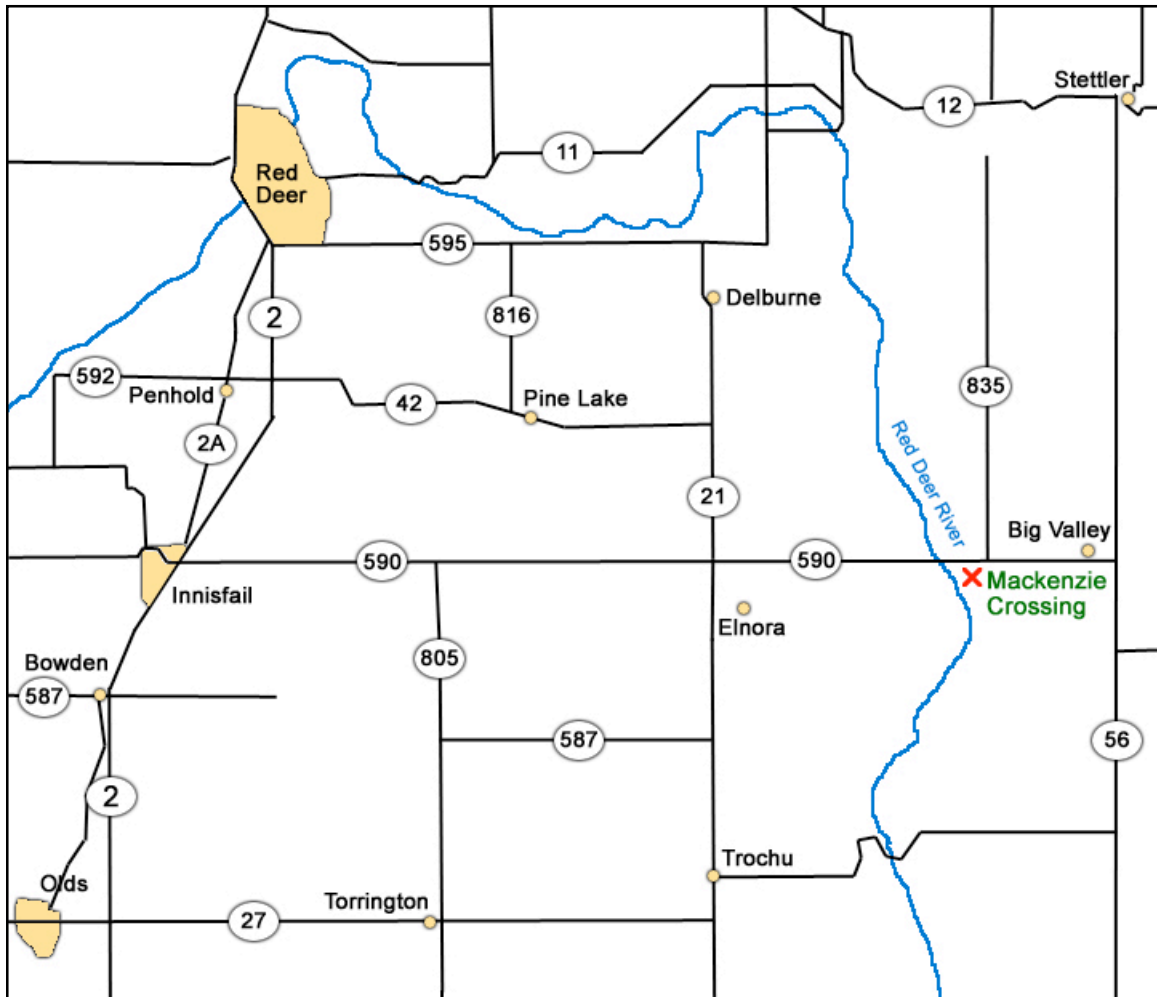 Stettler
12
11
Red
Deer
595
Delburne
2
816
592
Penhold
42
Pine Lake
835
2A
Red Deer River
21
Big Valley
590
590
Mackenzie
Crossing
Innisfail
Elnora
805
Bowden
587
587
56
2
Trochu
Olds
Torrington
27